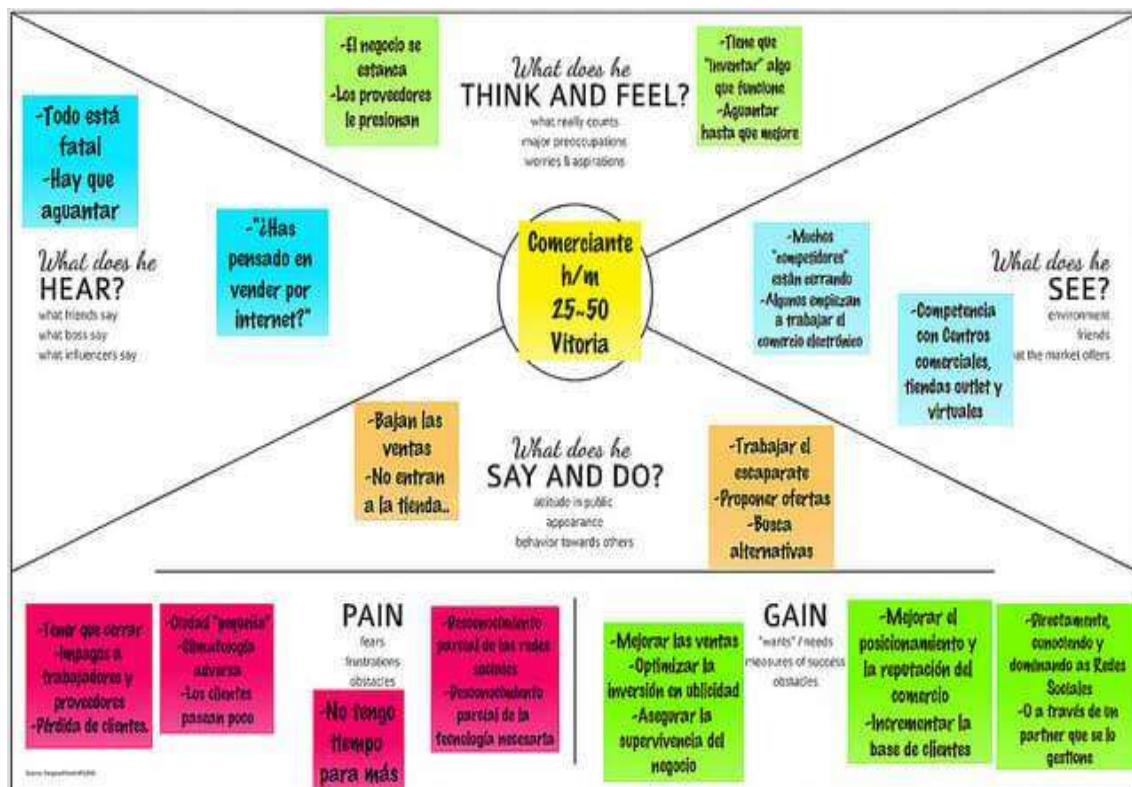 -El negocio se
estanca
-Los proveedores
le presionan
What does he
THINK AND FEEL?
what really counts
major preoccupations
worries & aspirations
-Tiene que
"inventar" algo
que funcione
-Aguantar
hasta que mejore
-Todo está
fatal
-Hay que
aguantar
-"¿Has
pensado en
vender por
internet?"
What does he
HEAR?
what friends say
what boss say
what influencers say
Comerciante
h/m
25-50
Vitoria
-Muchos
"competidores"
están cerrando
-Algunos empiezan
a trabajar el
comercio electrónico
What does he
SEE?
environment
friends
at the market offers
-Competencia
con Centros
comerciales,
tiendas outlet y
virtuales
-Bajan las
ventas
-No entran
a la tienda..
What does he
SAY AND DO?
attitude in public
appearance
behavior towards others
-Trabajar el
escaparate
-Proponer ofertas
-Busca
alternativas
-Tener que cerrar
-Impagos a
trabajadores y
proveedores
-Pérdida de clientes.
-Ciudad "pequeña"
-Climatología
adversa
-Los clientes
pasean poco
PAIN
fears
frustrations
obstacles
-No tengo
tiempo
para más
-Desconocimiento
parcial de las redes
sociales
-Desconocimiento
parcial de la
tecnología necesaria
-Mejorar las ventas
-Optimizar la
inversión en ublicidad
-Asegurar la
supervivencia del
negocio
GAIN
"wants" / needs
measures of success
obstacles
-Mejorar el
posicionamiento y
la reputación del
comercio
-Incrementar la
base de clientes
-Directamente,
conociendo y
dominando as Redes
Sociales
-O a través de un
partner que se lo
gestione